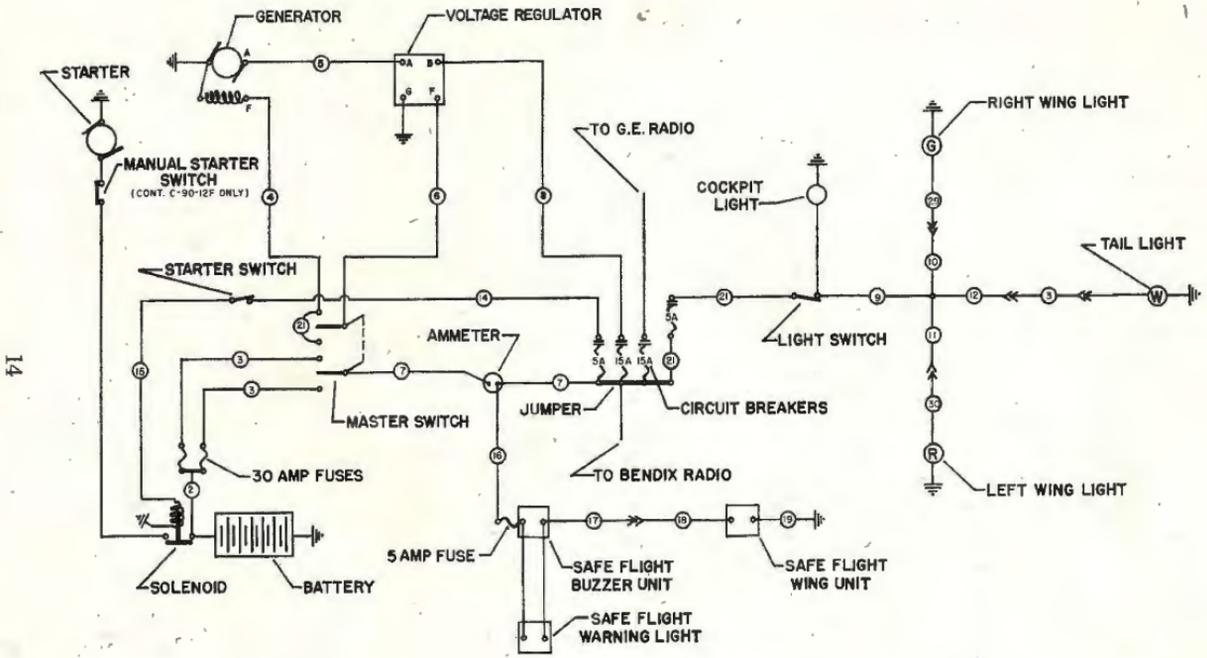 GENERATOR
VOLTAGE REGULATOR
STARTER
A
F
5
A B
G F
MANUAL STARTER
SWITCH
(CONT. C-90-12F ONLY)
4
6
8
TO G.E. RADIO
RIGHT WING LIGHT
G
COCKPIT
LIGHT
29
10
TAIL LIGHT
STARTER SWITCH
14
21
9
12
3
W
LIGHT SWITCH
21
AMMETER
5A
5A
15A
15A
21
11
15
3
3
7
7
JUMPER
CIRCUIT BREAKERS
MASTER SWITCH
30
14
30 AMP FUSES
2
16
TO BENDIX RADIO
R
LEFT WING LIGHT
17
18
19
5 AMP FUSE
SAFE FLIGHT
BUZZER UNIT
SAFE FLIGHT
WING UNIT
SOLENOID
BATTERY
SAFE FLIGHT
WARNING LIGHT